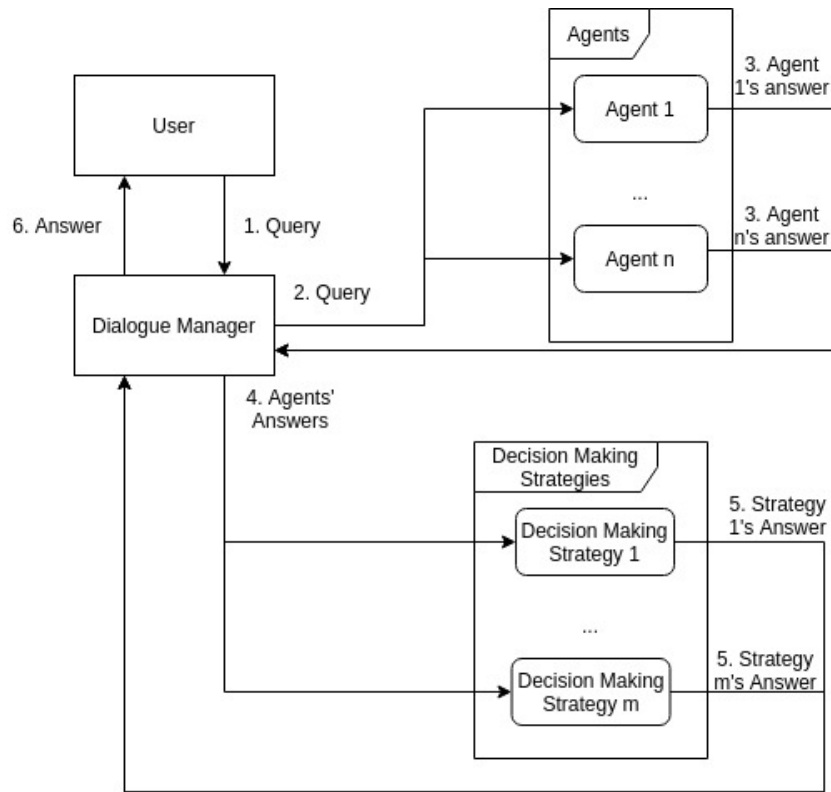 Agents
3. Agent
1's answer
User
Agent 1
...
6. Answer
1. Query
3. Agent
n's answer
Agent n
2. Query
Dialogue Manager
4. Agents'
Answers
Decision Making
Strategies
5. Strategy
1's Answer
Decision Making
Strategy 1
...
5. Strategy
m's Answer
Decision Making
Strategy m